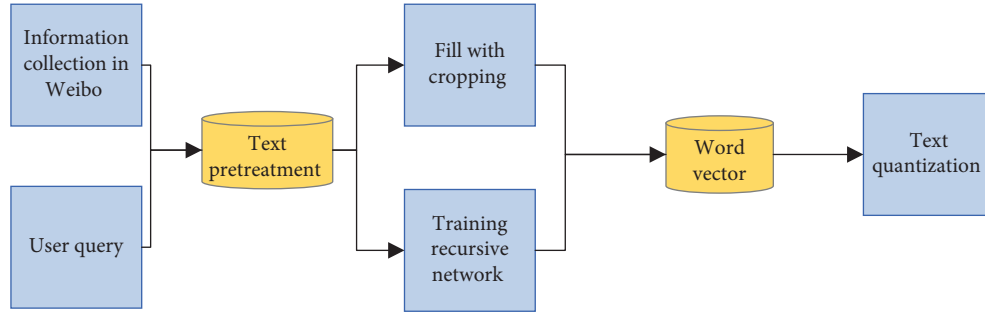 Information
collection in
Weibo
User query
Text
pretreatment
Fill with
cropping
Training
recursive
network
Word
vector
Text
quantization